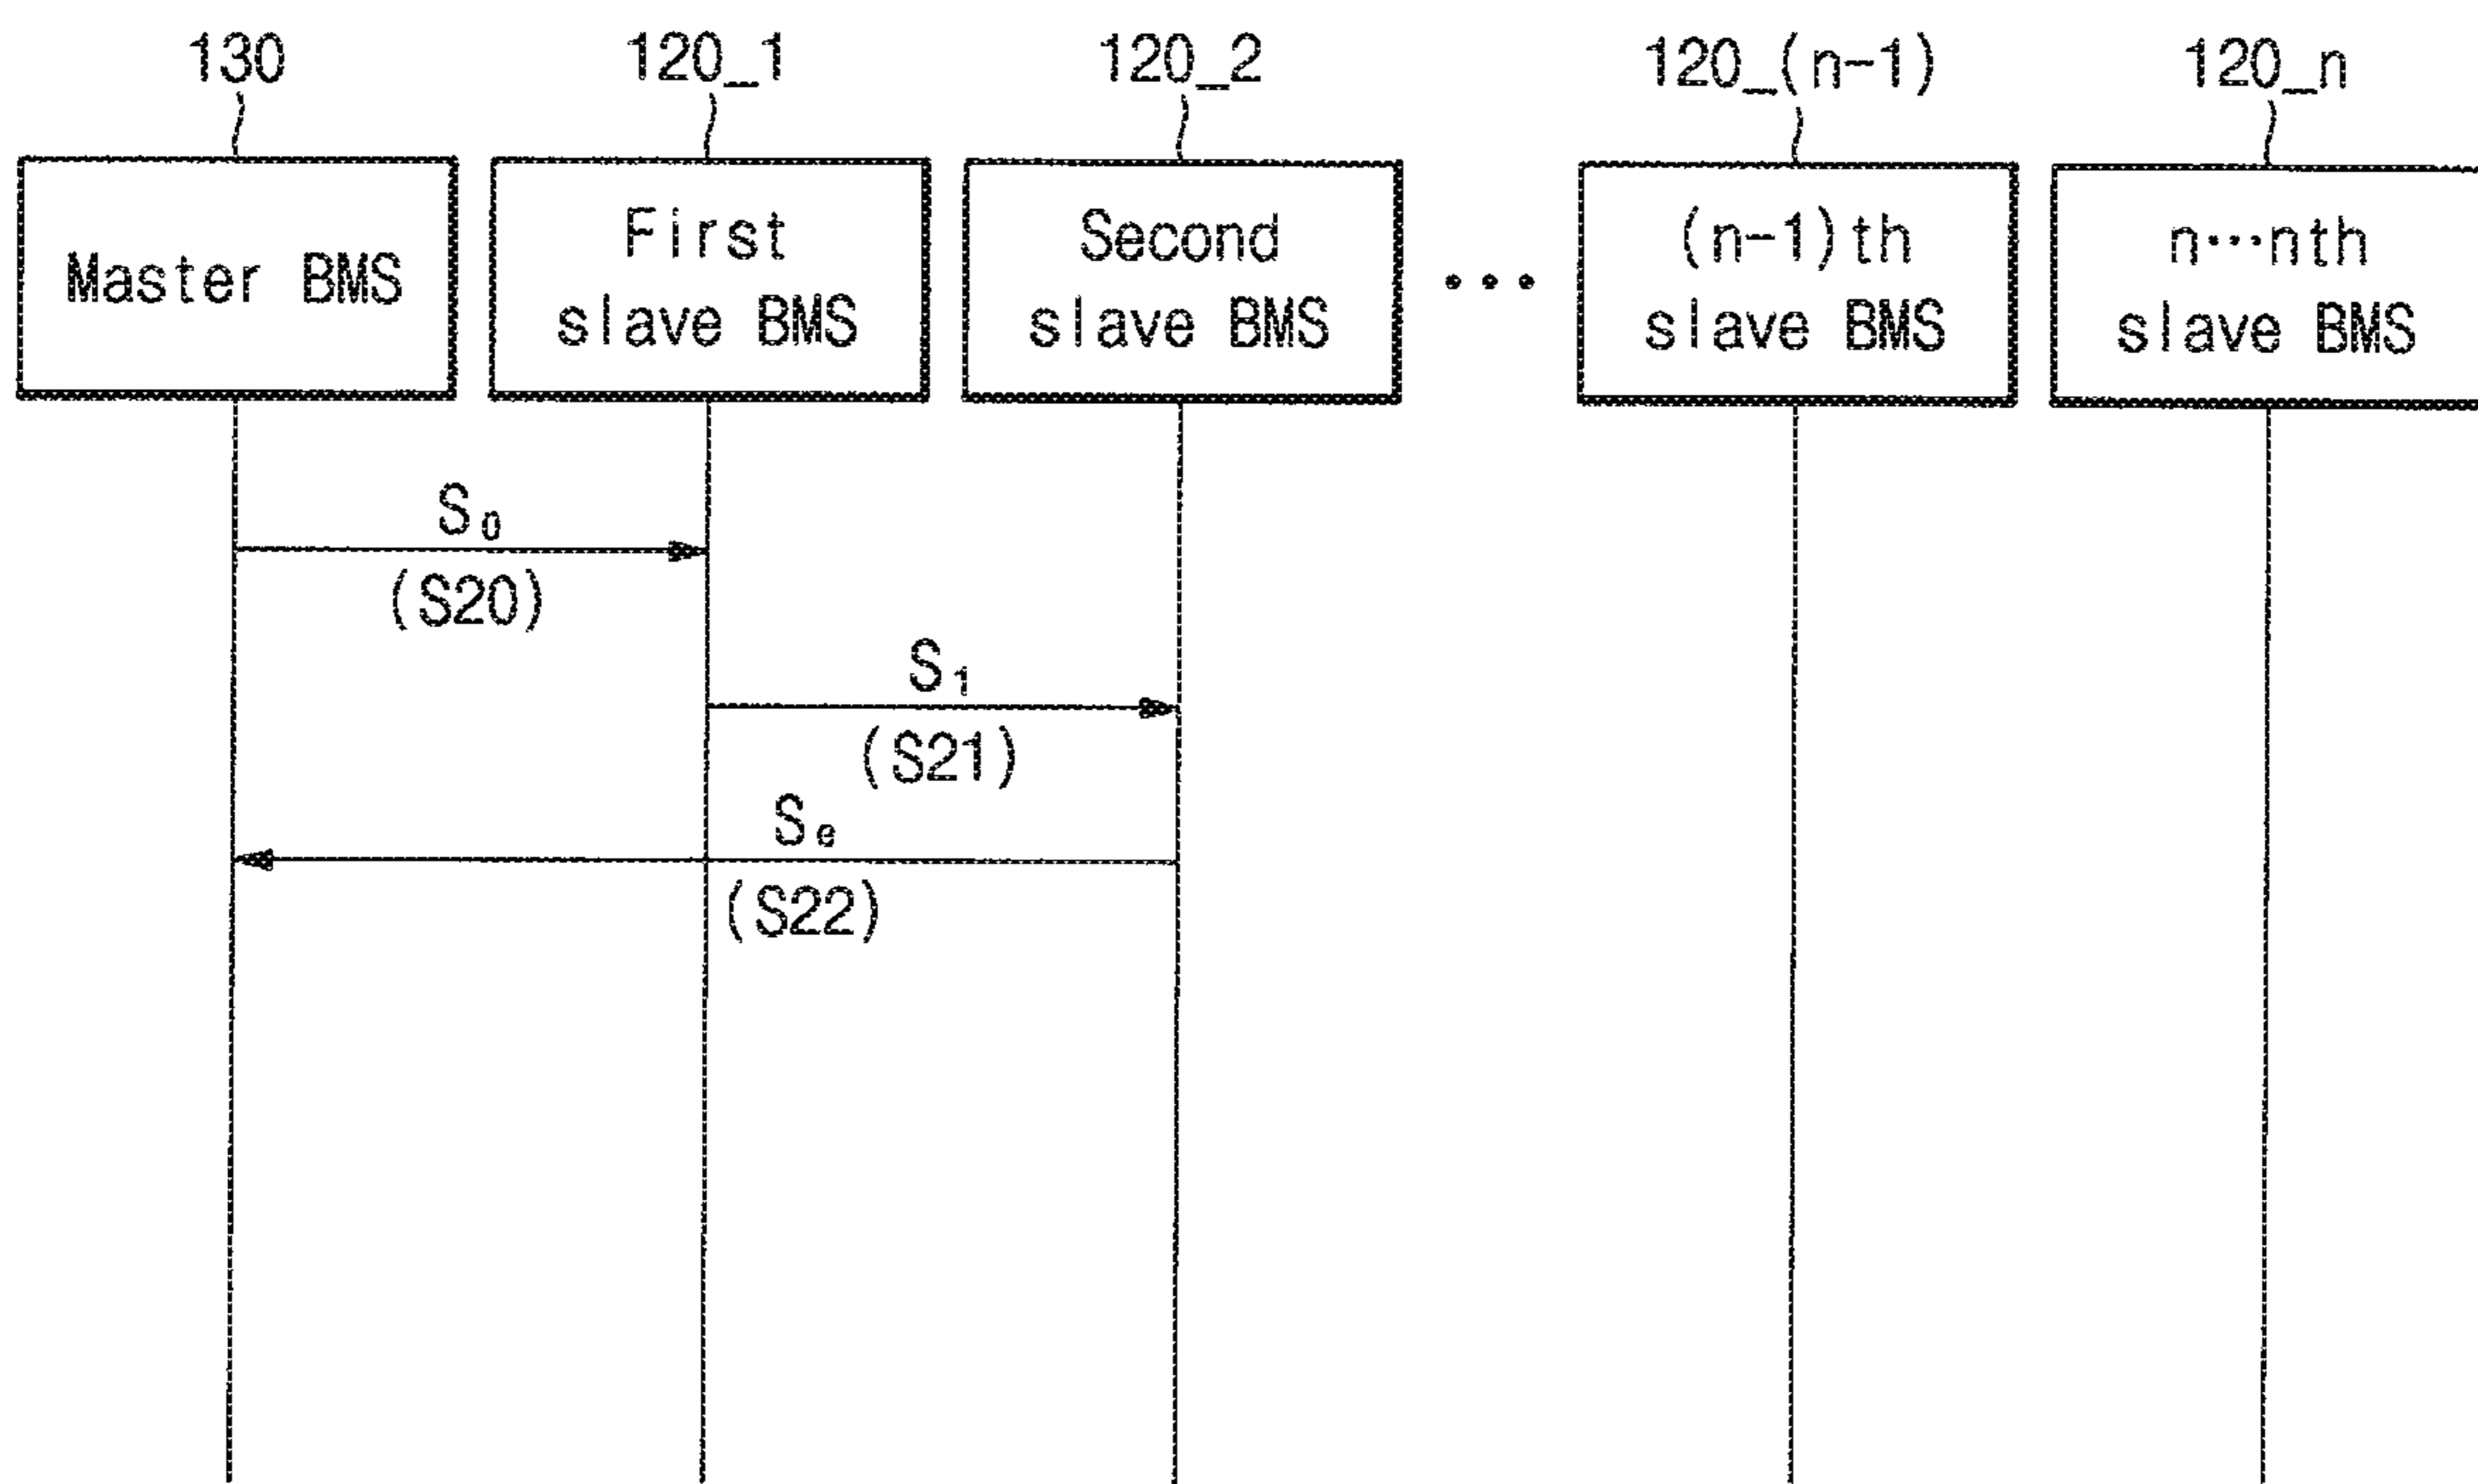 130
120_1
120_2
120_(n-1)
120_n
Master BMS
First
slave BMS
Second
slave BMS
...
(n-1)th
slave BMS
n…nth
slave BMS
S₀
(S20)
S₁
(S21)
Sₑ
(S22)